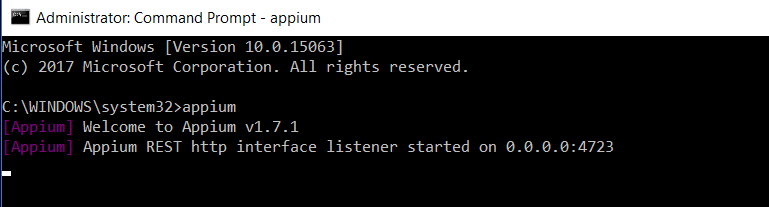 Administrator: Command Prompt - appium
Microsoft Windows [Version 10.0.15063]
(c) 2017 Microsoft Corporation. All rights reserved.
C:\WINDOWS\system32>appium
[Appium] Welcome to Appium v1.7.1
[Appium] Appium REST http interface listener started on 0.0.0.0:4723